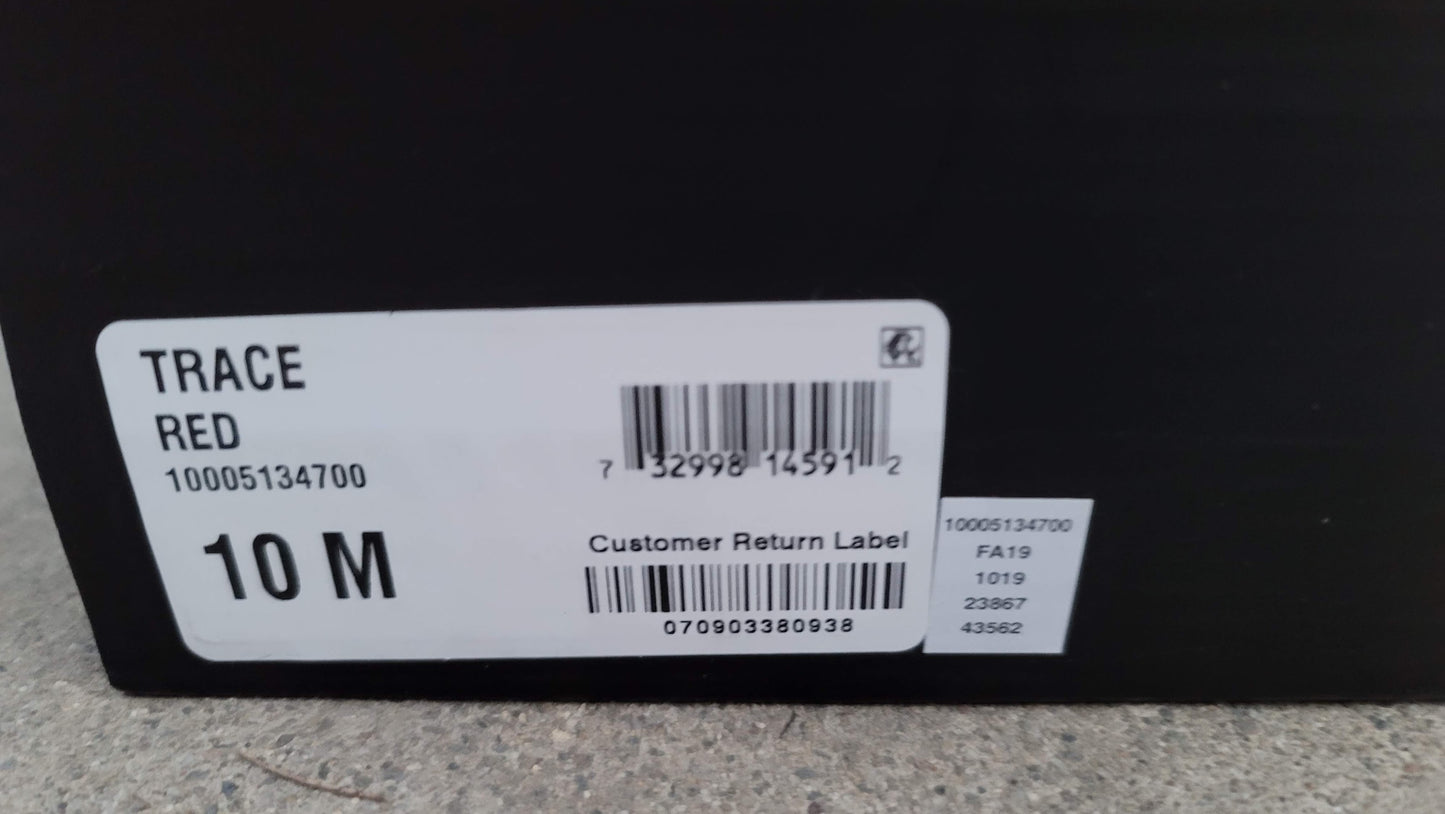 TRACE
RED
10005134700
10 M
7 32998 14591 2
Customer Return Label
070903380938
10005134700
FA19
1019
23867
43562